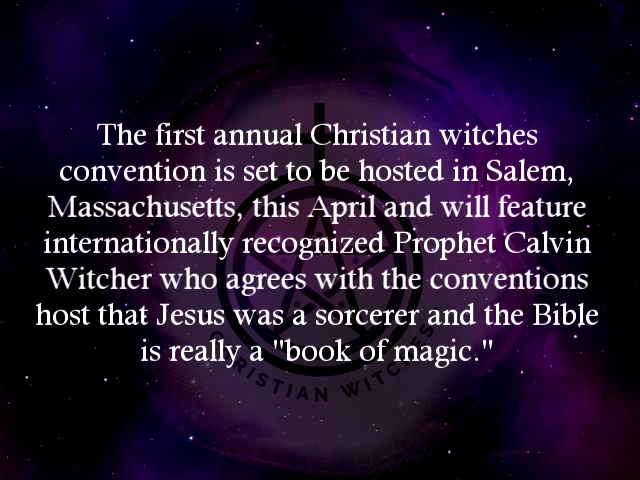 The first annual Christian witches
convention is set to be hosted in Salem,
Massachusetts, this April and will feature
internationally recognized Prophet Calvin
Witcher who agrees with the conventions
host that Jesus was a sorcerer and the Bible
is really a "book of magic."
CHRISTIAN WITCHES